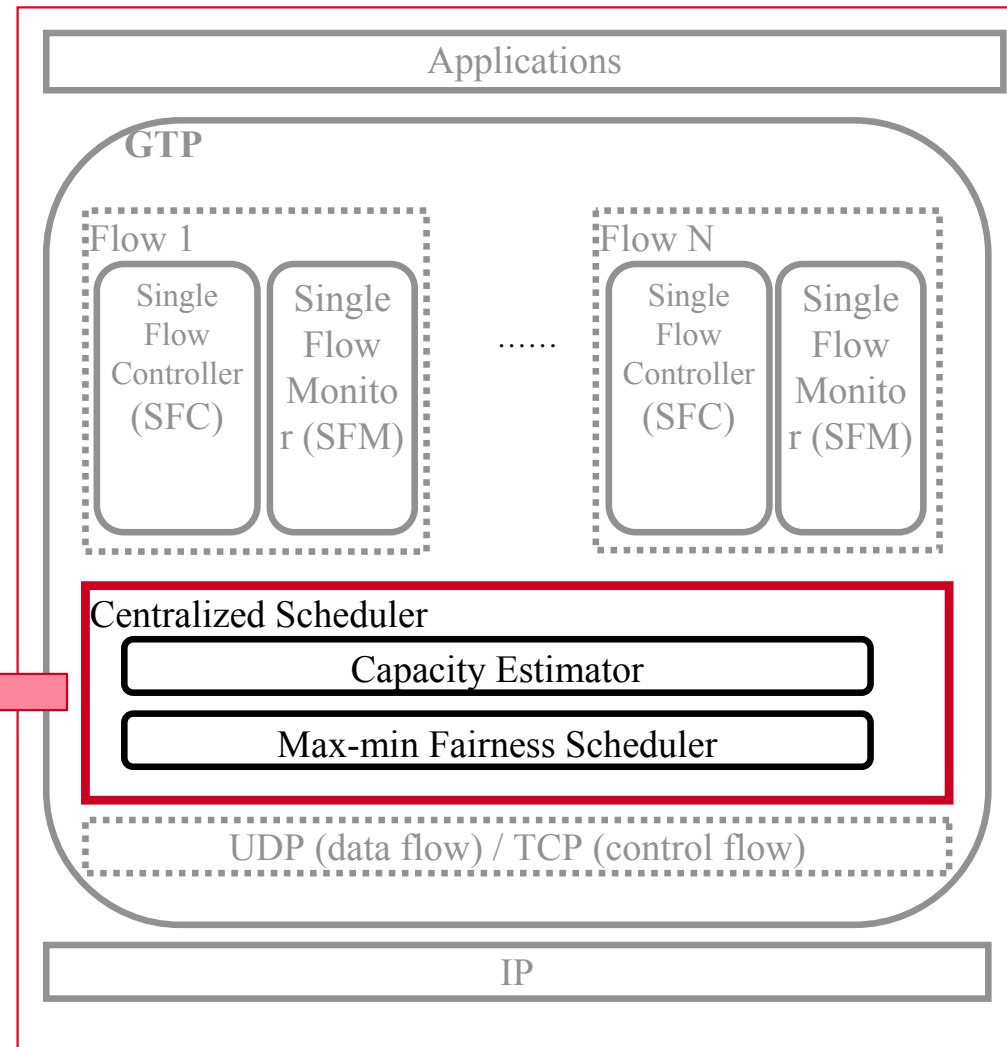 Applications
GTP
Flow 1
Single
Flow
Controller
(SFC)
Single
Flow
Monito
r (SFM)
......
Flow N
Single
Flow
Controller
(SFC)
Single
Flow
Monito
r (SFM)
Centralized Scheduler
Capacity Estimator
Max-min Fairness Scheduler
UDP (data flow) / TCP (control flow)
IP